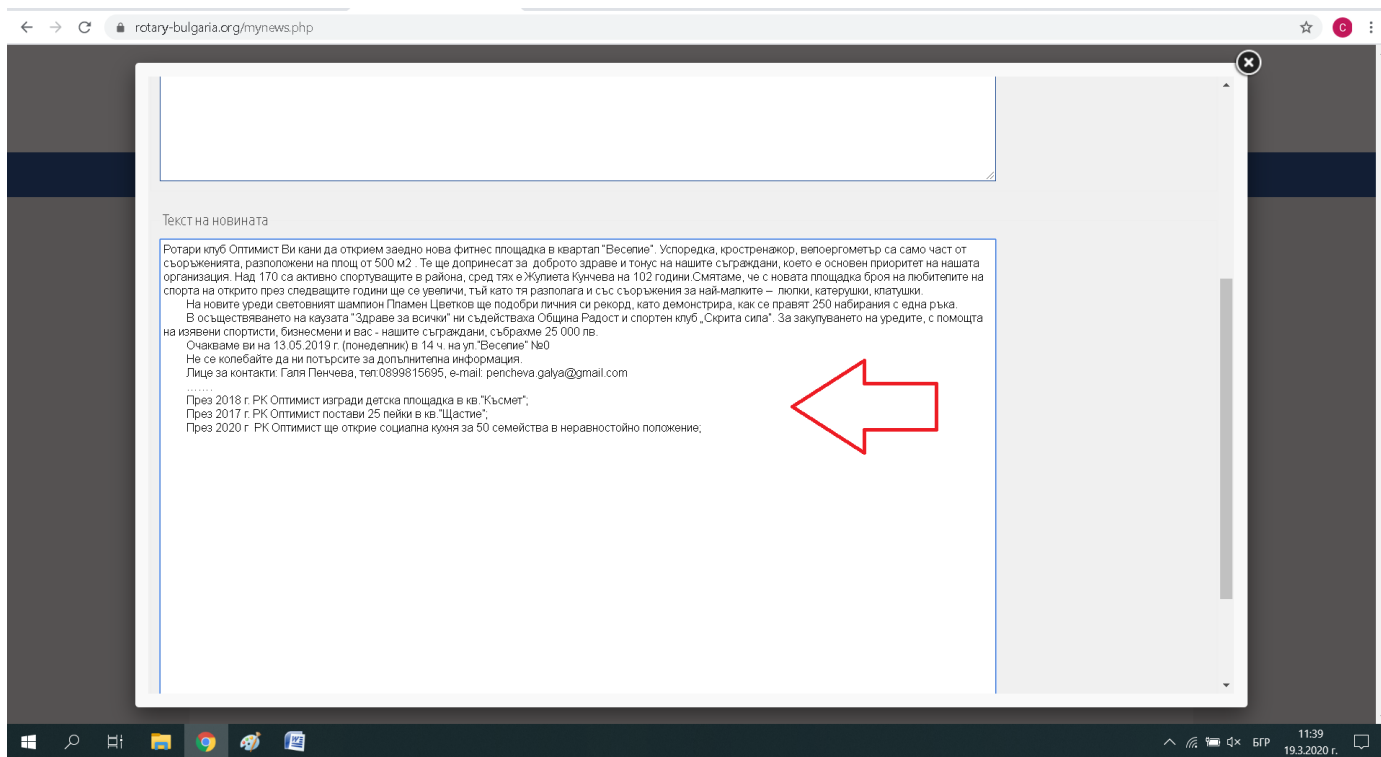 rotary-bulgaria.org/mynews.php
C
Текст на новината
Ротари клуб Оптимист Ви кани да открием заедно нова фитнес площадка в квартал "Веселие". Успоредка, кростренажор, велоергометър са само част от
съоръженията, разположени на площ от 500 м2 . Те ще допринесат за доброто здраве и тонус на нашите съграждани, което е основен приоритет на нашата
организация. Над 170 са активно спортуващите в района, сред тях е Жулиета Кунчева на 102 години.Смятаме, че с новата площадка броя на любителите на
спорта на открито през следващите години ще се увеличи, тъй като тя разполага и със съоръжения за най-малките – люлки, катерушки, клатушки.
На новите уреди световният шампион Пламен Цветков ще подобри личния си рекорд, като демонстрира, как се правят 250 набирания с една ръка.
В осъществяването на каузата "Здраве за всички" ни съдействаха Община Радост и спортен клуб „Скрита сила". За закупуването на уредите, с помощта
на изявени спортисти, бизнесмени и вас - нашите съграждани, събрахме 25 000 лв.
Очакваме ви на 13.05.2019 г. (понеделник) в 14 ч. на ул."Веселие" №0
Не се колебайте да ни потърсите за допълнителна информация.
Лице за контакти: Галя Пенчева, тел:0899815695, e-mail: pencheva.galya@gmail.com
…….
През 2018 г. РК Оптимист изгради детска площадка в кв."Късмет";
През 2017 г. РК Оптимист постави 25 пейки в кв."Щастие";
През 2020 г РК Оптимист ще открие социална кухня за 50 семейства в неравностойно положение;
БГР
11:39
19.3.2020 г.